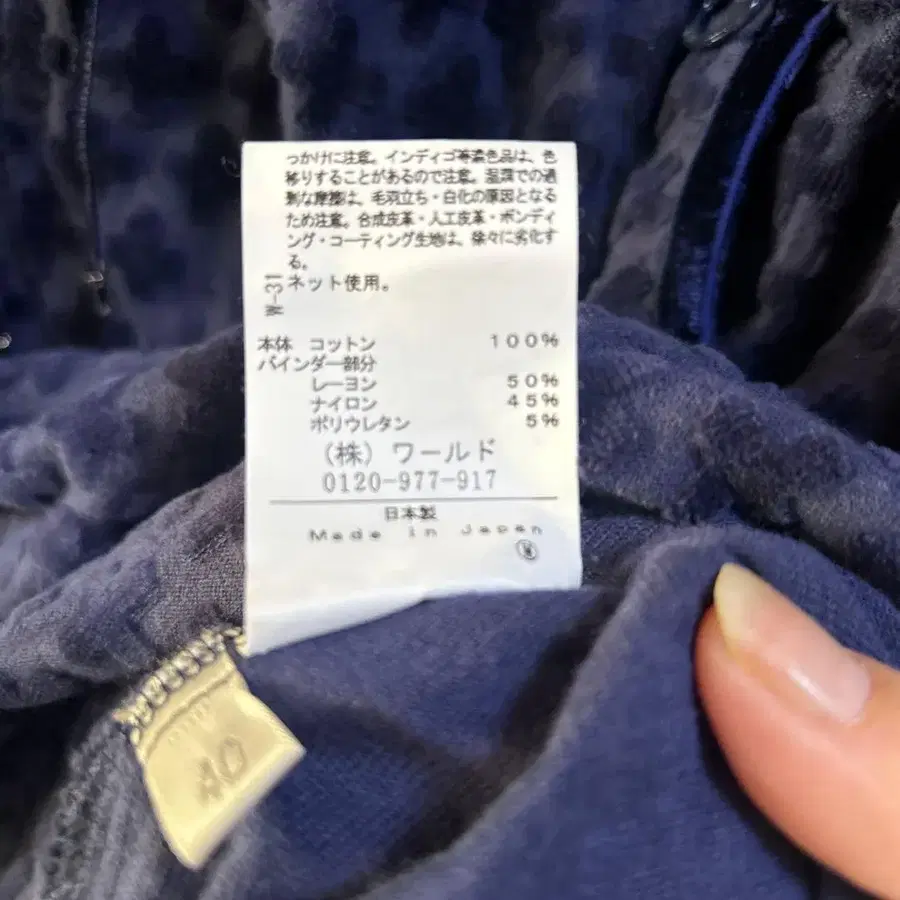 っかけに注意。インディゴ等濃色品は、色
移りすることがあるので注意。湿潤での過
剰な摩擦は、毛羽立ち・白化の原因となる
ため注意。合成皮革・人工皮革・ボンディ
ング・コーティング生地は、徐々に劣化す
る。
ネット使用。
W-31
本体 コットン 100%
バインダー部分
レーヨン 50%
ナイロン 45%
ポリウレタン 5%
(株) ワールド
0120-977-917
日本製
Made in Japan
W
40